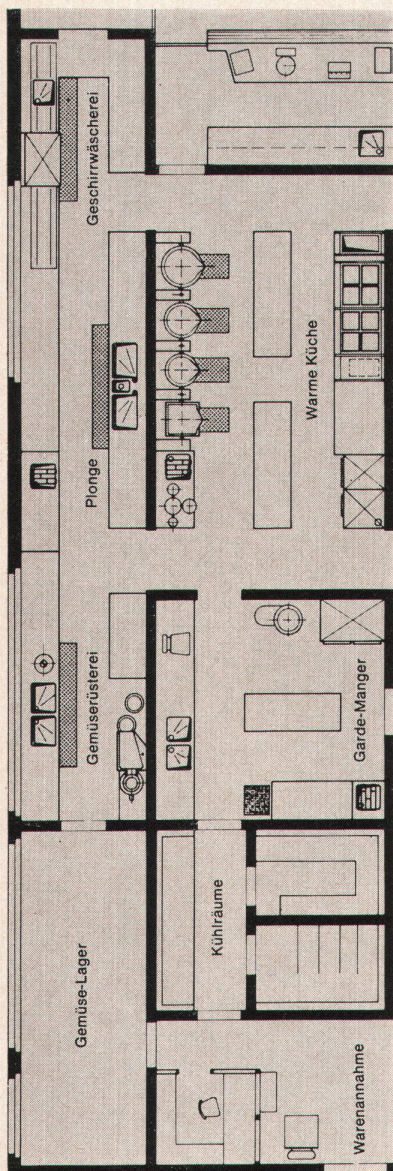 Geschirrwäscherei
Plonge
Gemüserüsterei
Gemüse-Lager
Warme Küche
Garde-Manger
Kühlräume
Warenannahme